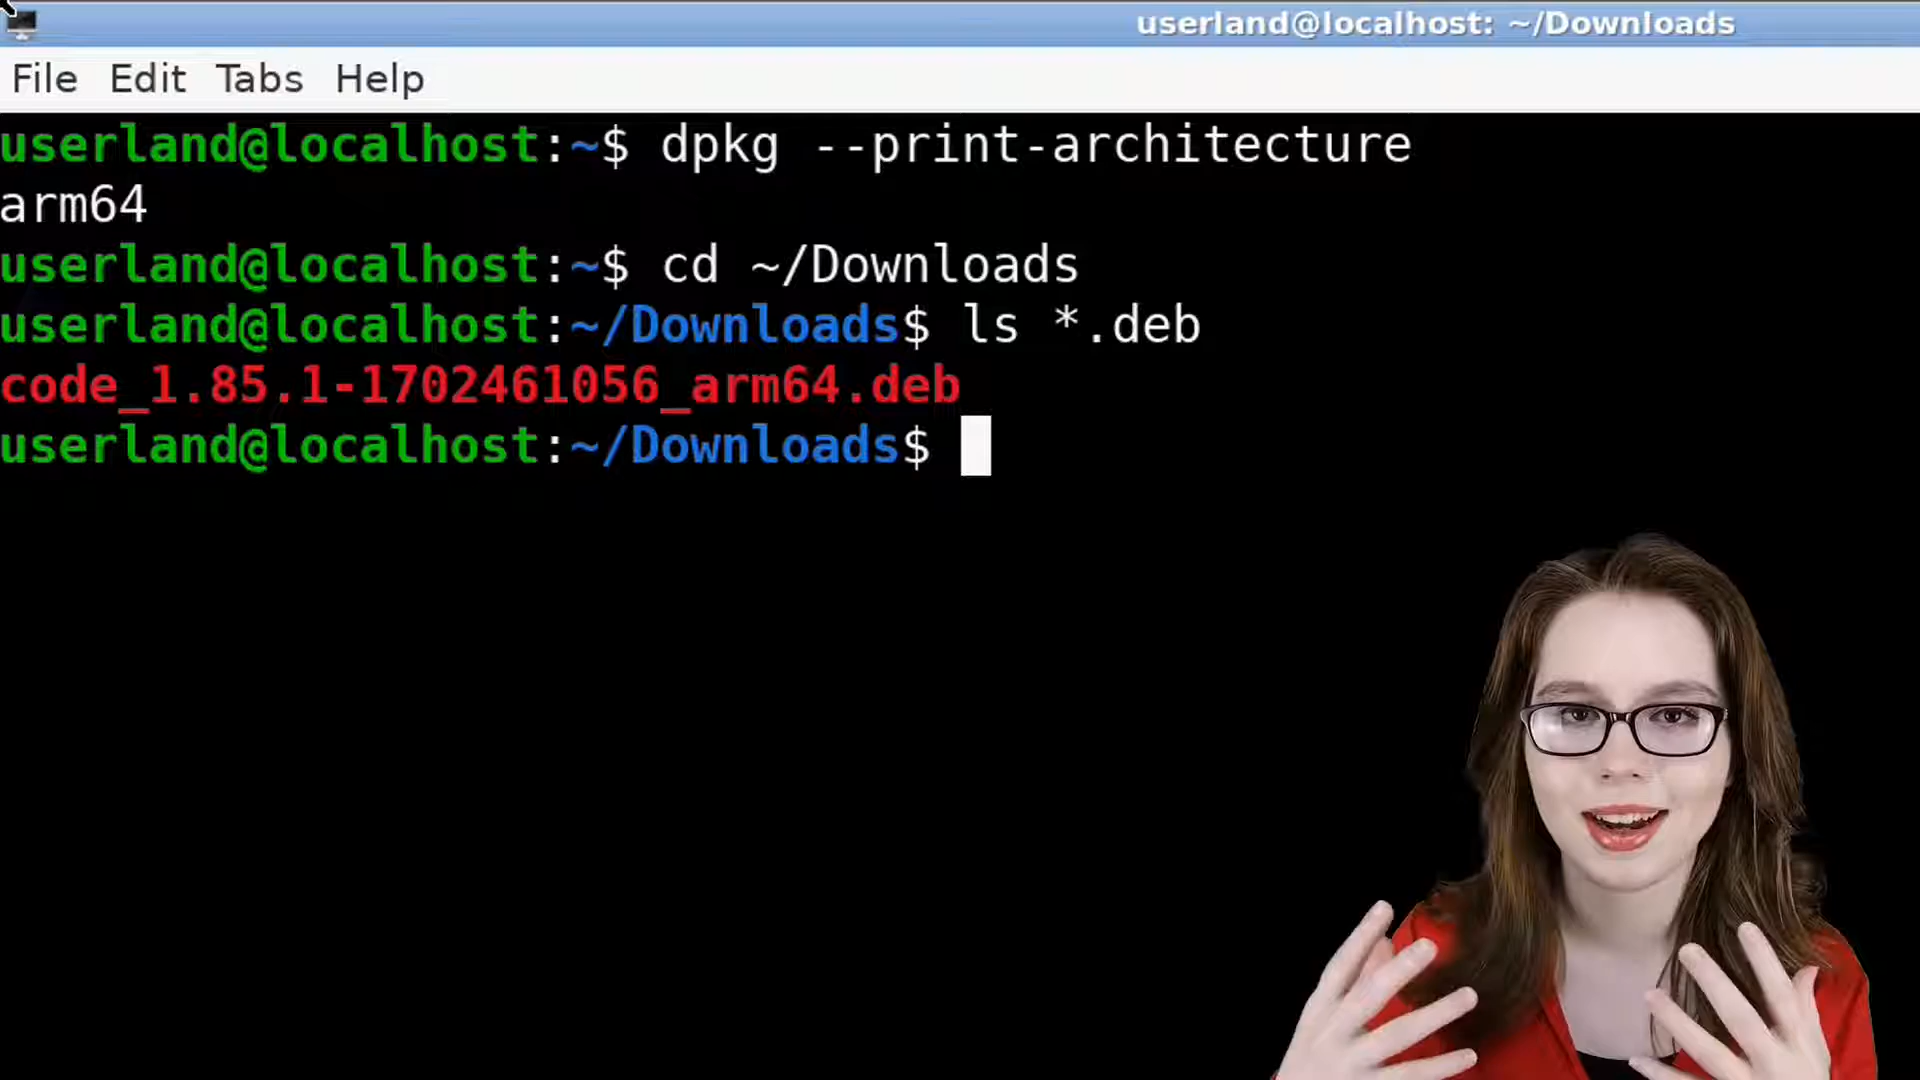 userland@localhost: ~/Downloads
File Edit Tabs Help
userland@localhost:~$ dpkg --print-architecture
arm64
userland@localhost:~$ cd ~/Downloads
userland@localhost:~/Downloads$ ls *.deb
code_1.85.1-1702461056_arm64.deb
userland@localhost:~/Downloads$